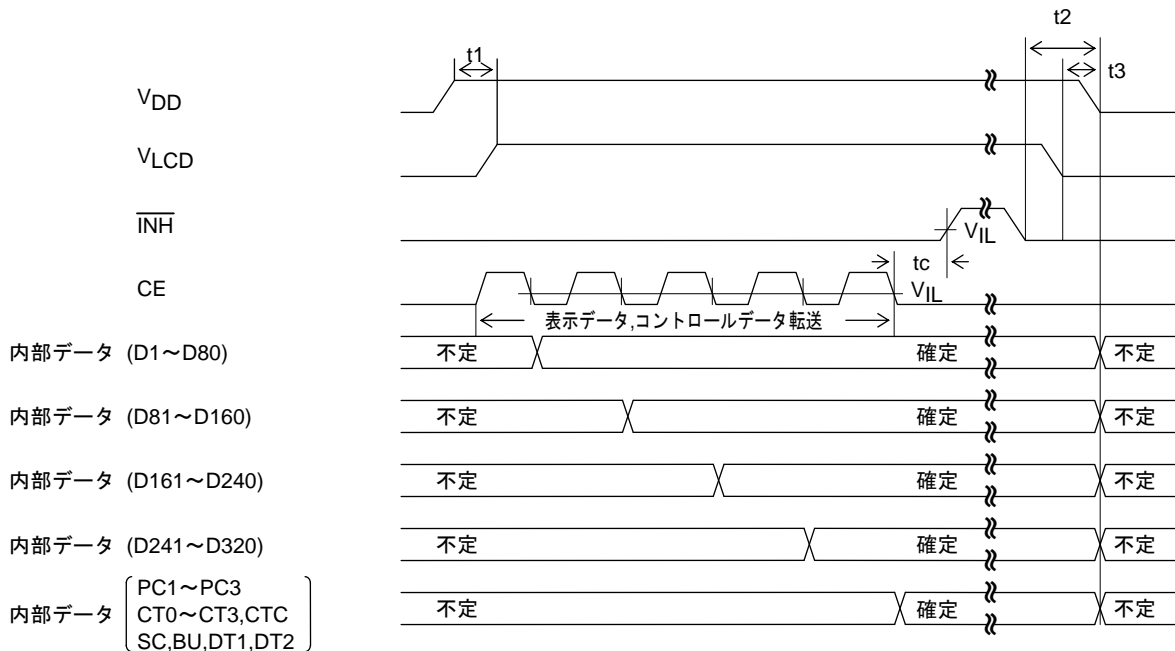 t2
t1
t3
VDD
VLCD
INH
VIL
tc
CE
VIL
表示データ,コントロールデータ転送
内部データ (D1～D80) 不定 確定 不定
内部データ (D81～D160) 不定 確定 不定
内部データ (D161～D240) 不定 確定 不定
内部データ (D241～D320) 不定 確定 不定
PC1～PC3
内部データ CT0～CT3,CTC 不定 確定 不定
SC,BU,DT1,DT2